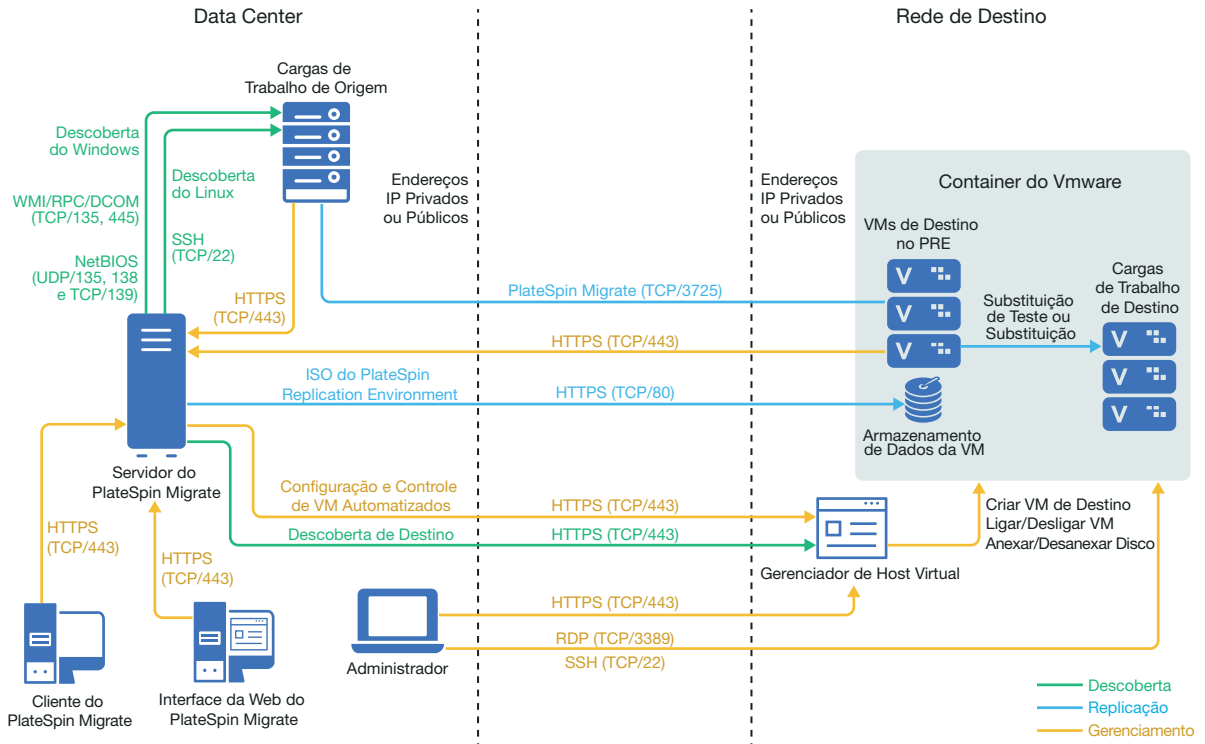 Data Center
Rede de Destino
Cargas de
Trabalho de Origem
Descoberta
do Windows
Descoberta
do Linux
WMI/RPC/DCOM
(TCP/135, 445)
SSH
(TCP/22)
NetBIOS
(UDP/135, 138
e TCP/139)
HTTPS
(TCP/443)
Endereços
IP Privados
ou Públicos
Endereços
IP Privados
ou Públicos
Container do Vmware
VMs de Destino
no PRE
Cargas
de Trabalho
de Destino
Substituição
de Teste ou
Substituição
PlateSpin Migrate (TCP/3725)
HTTPS (TCP/443)
ISO do PlateSpin
Replication Environment
HTTPS (TCP/80)
Armazenamento
de Dados da VM
Servidor do
PlateSpin Migrate
Configuração e Controle
de VM Automatizados
HTTPS (TCP/443)
Descoberta de Destino
HTTPS (TCP/443)
Criar VM de Destino
Ligar/Desligar VM
Anexar/Desanexar Disco
Gerenciador de Host Virtual
HTTPS
(TCP/443)
HTTPS
(TCP/443)
HTTPS (TCP/443)
RDP (TCP/3389)
SSH (TCP/22)
Administrador
Cliente do
PlateSpin Migrate
Interface da Web do
PlateSpin Migrate
Descoberta
Replicação
Gerenciamento